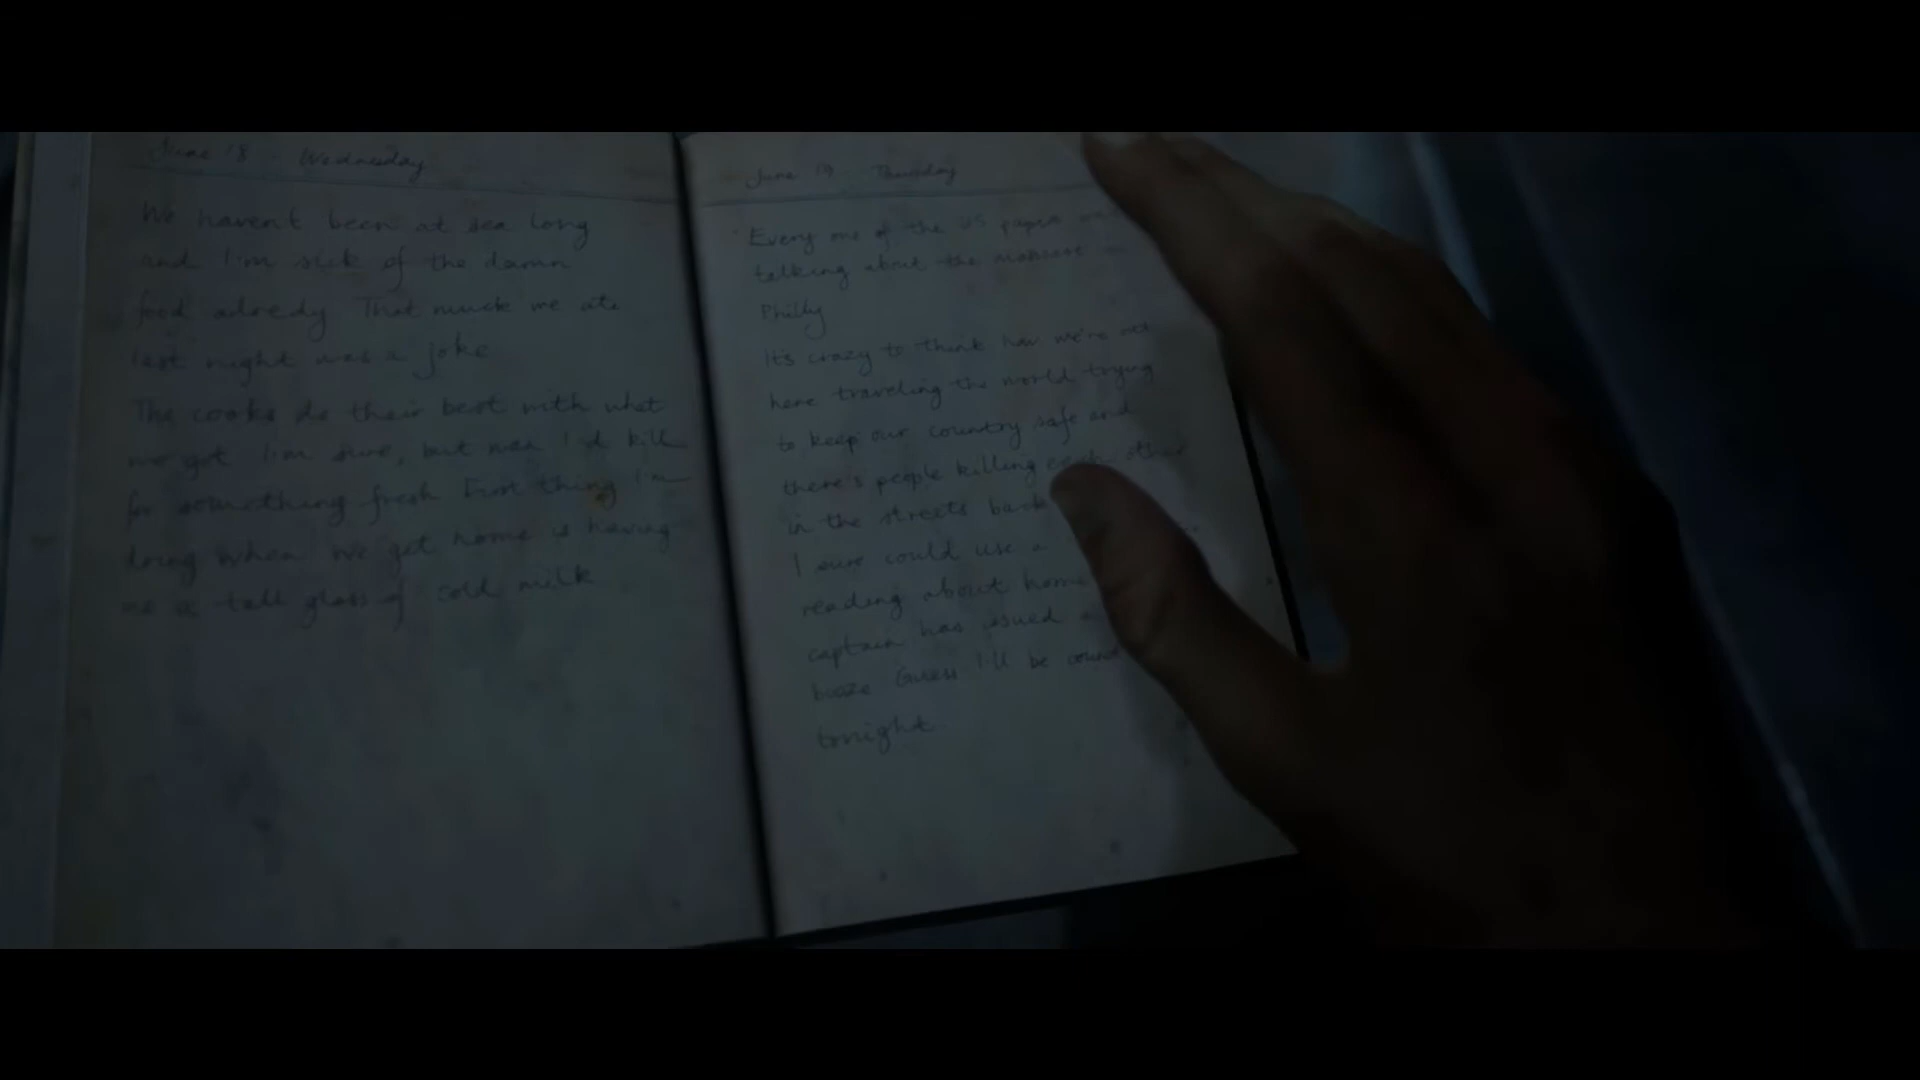 June 18 - Wednesday
We haven't been at sea long
and I'm sick of the damn
food alredy That muck we ate
last night was a joke
The cooks do their best with what
we got I'm sure, but man I'd kill
for something fresh First thing I'm
doing when we get home is having
me a tall glass of cold milk
June 19 Thursday
Every one of the US papers was
talking about the
Philly
It's crazy to think how we're out
here traveling the world trying
to keep our country safe and
there's people killing each other
in the streets back
I sure could use a
reading about home
captain has issued a
booze Guess I'll be
tonight